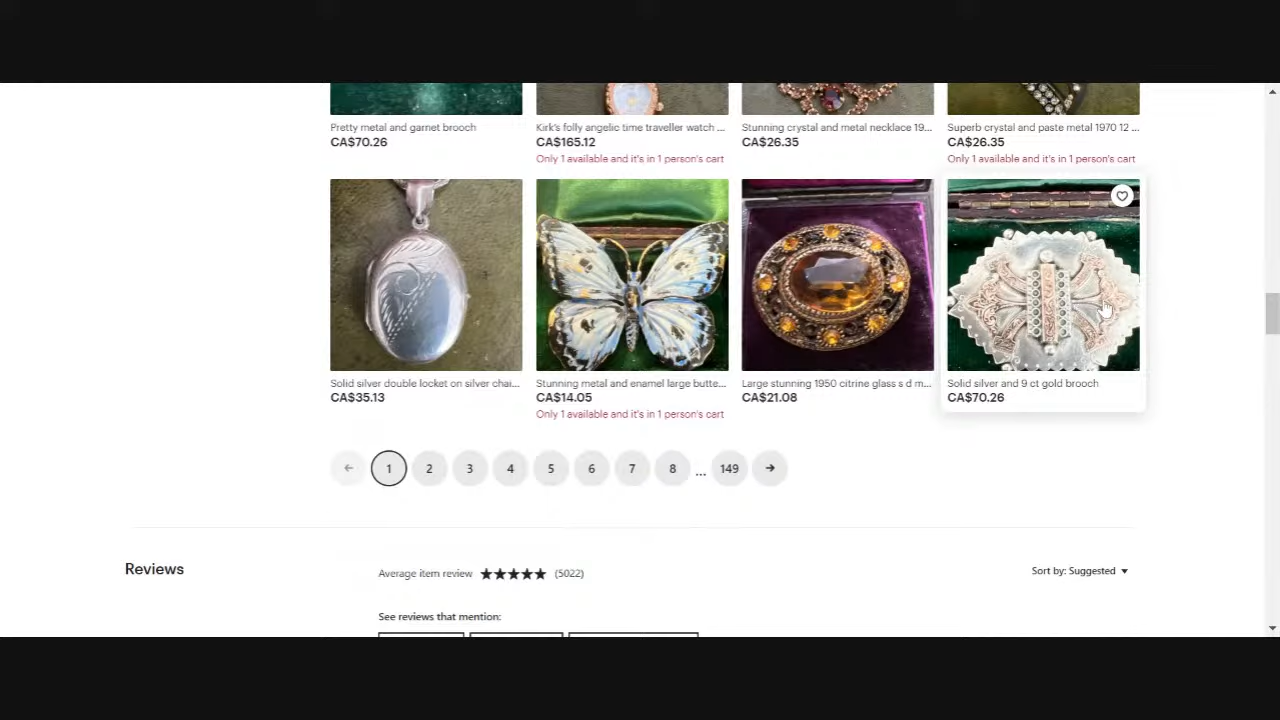 Pretty metal and garnet brooch
CA$70.26
Kirk's folly angelic time traveller watch ...
CA$165.12
Only 1 available and it's in 1 person's cart
Stunning crystal and metal necklace 19...
CA$26.35
Superb crystal and paste metal 1970 12 ...
CA$26.35
Only 1 available and it's in 1 person's cart
Solid silver double locket on silver chai...
CA$35.13
Stunning metal and enamel large butte...
CA$14.05
Only 1 available and it's in 1 person's cart
Large stunning 1950 citrine glass s d m...
CA$21.08
Solid silver and 9 ct gold brooch
CA$70.26
1 2 3 4 5 6 7 8 ... 149
Reviews
Average item review (5022)
Sort by: Suggested
See reviews that mention: